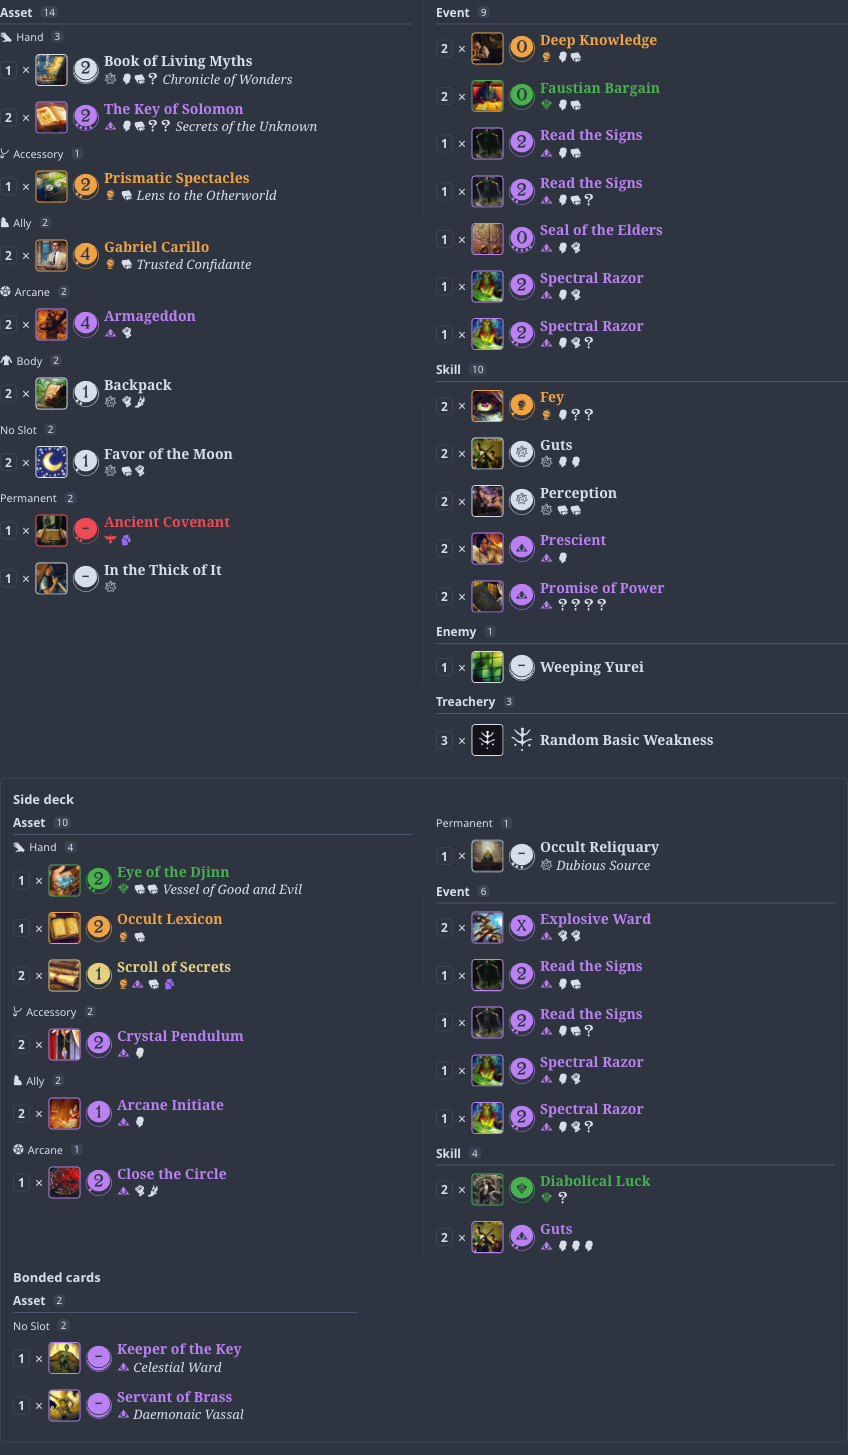 Asset 14
Hand 3
1 × 2 Book of Living Myths
? Chronicle of Wonders
2 × 2 The Key of Solomon
? ? Secrets of the Unknown
Accessory 1
1 × 2 Prismatic Spectacles
Lens to the Otherworld
Ally 2
2 × 4 Gabriel Carillo
Trusted Confidante
Arcane 2
2 × 4 Armageddon
Body 2
2 × 1 Backpack
No Slot 2
2 × 1 Favor of the Moon
Permanent 2
1 × – Ancient Covenant
1 × – In the Thick of It
Event 9
2 × 0 Deep Knowledge
2 × 0 Faustian Bargain
1 × 2 Read the Signs
1 × 2 Read the Signs
?
1 × 0 Seal of the Elders
1 × 2 Spectral Razor
1 × 2 Spectral Razor
?
Skill 10
2 × Fey
? ?
2 × Guts
2 × Perception
2 × Prescient
2 × Promise of Power
? ? ? ?
Enemy 1
1 × – Weeping Yurei
Treachery 3
3 × Random Basic Weakness
Side deck
Asset 10
Hand 4
1 × 2 Eye of the Djinn
Vessel of Good and Evil
1 × 2 Occult Lexicon
2 × 1 Scroll of Secrets
Accessory 2
2 × 2 Crystal Pendulum
Ally 2
2 × 1 Arcane Initiate
Arcane 1
1 × 2 Close the Circle
Permanent 1
1 × – Occult Reliquary
Dubious Source
Event 6
2 × X Explosive Ward
1 × 2 Read the Signs
1 × 2 Read the Signs
?
1 × 2 Spectral Razor
1 × 2 Spectral Razor
?
Skill 4
2 × Diabolical Luck
?
2 × Guts
Bonded cards
Asset 2
No Slot 2
1 × – Keeper of the Key
Celestial Ward
1 × – Servant of Brass
Daemonaic Vassal